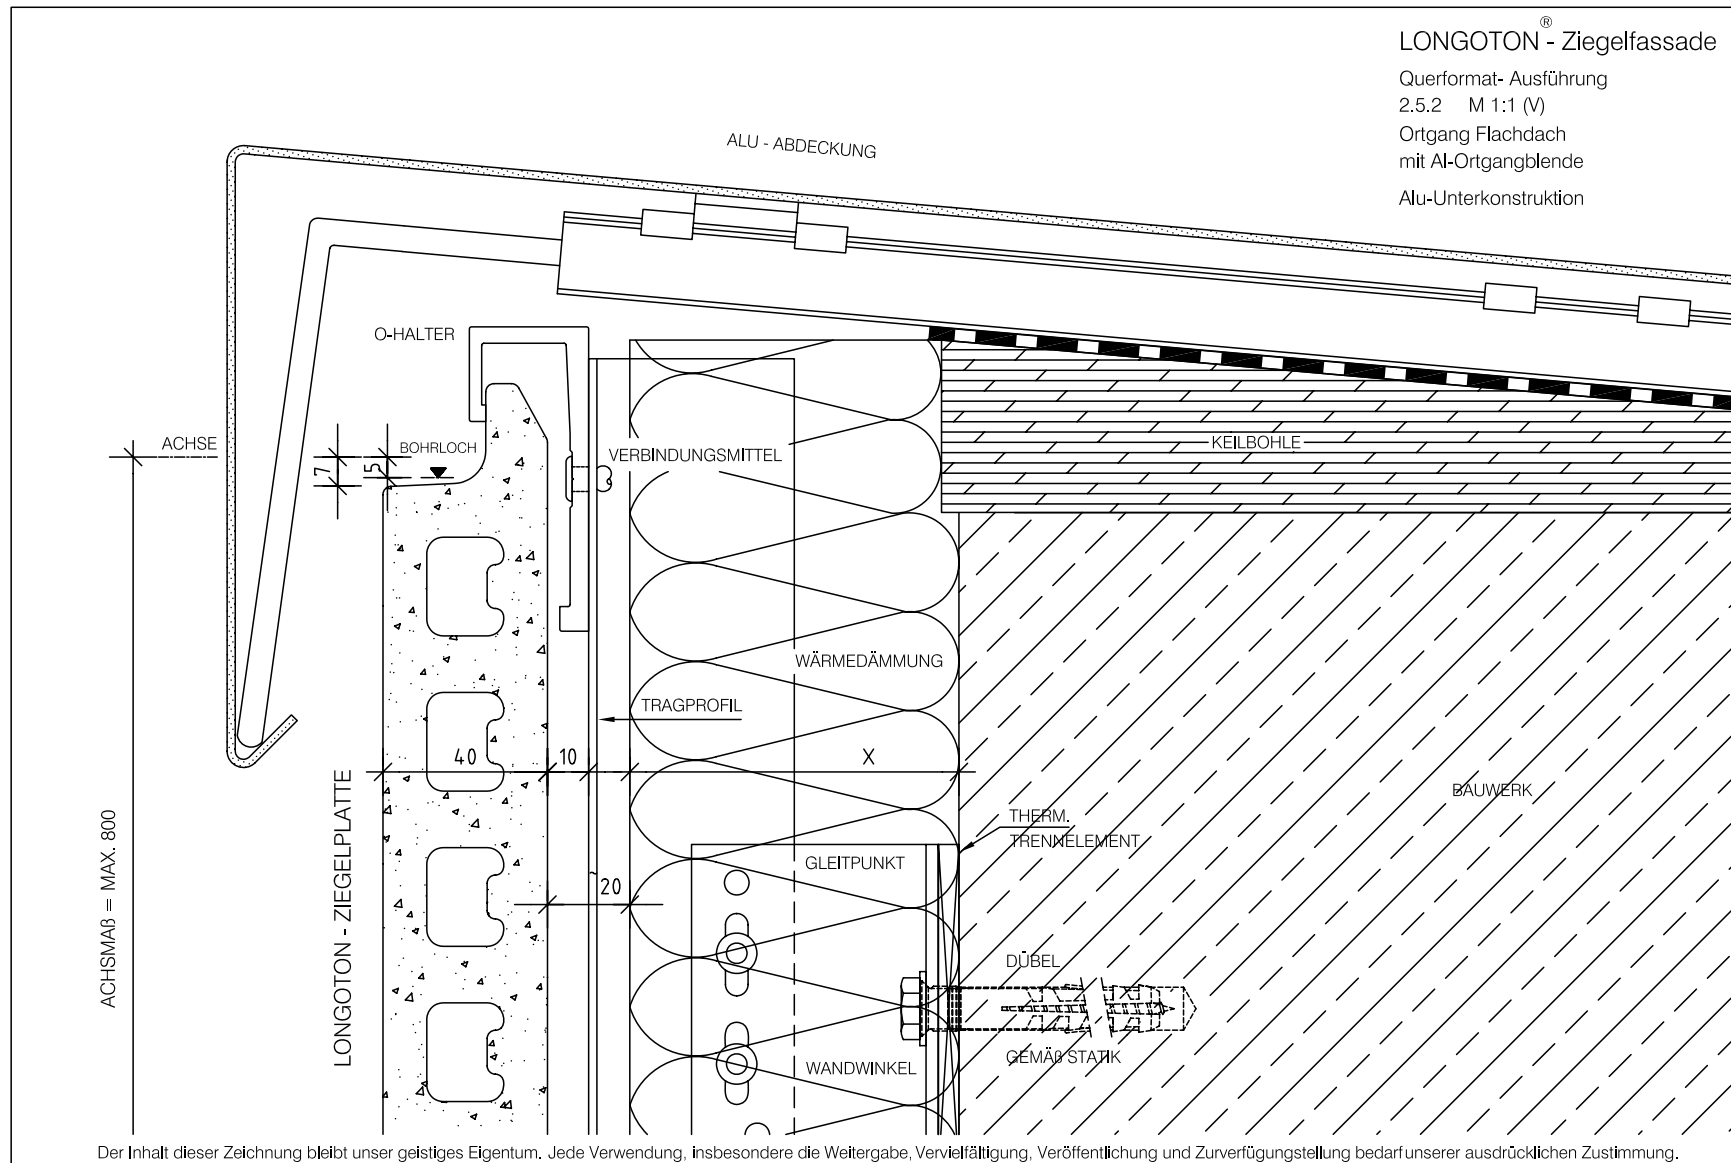 LONGOTON® - Ziegelfassade
Querformat- Ausführung
2.5.2 M 1:1 (V)
Ortgang Flachdach
mit Al-Ortgangblende
Alu-Unterkonstruktion
ALU - ABDECKUNG
O-HALTER
ACHSE
7
5
BOHRLOCH
VERBINDUNGSMITTEL
KEILBOHLE
WÄRMEDÄMMUNG
TRAGPROFIL
40
10
X
BAUWERK
THERM.
TRENNELEMENT
GLEITPUNKT
20
LONGOTON - ZIEGELPLATTE
ACHSMAß = MAX. 800
DÜBEL
GEMÄß STATIK
WANDWINKEL
Der Inhalt dieser Zeichnung bleibt unser geistiges Eigentum. Jede Verwendung, insbesondere die Weitergabe, Vervielfältigung, Veröffentlichung und Zurverfügungstellung bedarf unserer ausdrücklichen Zustimmung.